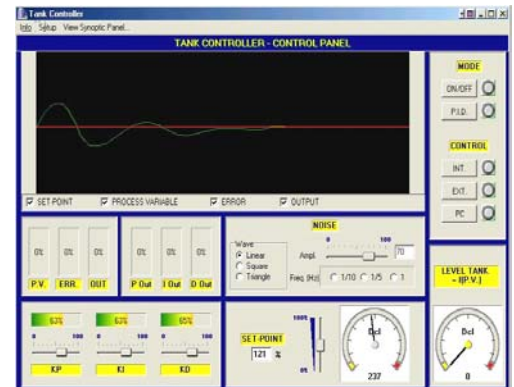 Tank Controller
Info Setup View Synoptic Panel...
TANK CONTROLLER - CONTROL PANEL
MODE
ON/OFF
P.I.D.
CONTROL
INT.
EXT.
PC
SET POINT PROCESS VARIABLE ERROR OUTPUT
0% 0% 0% 0% 0% 0%
P.V. ERR. OUT P Out I Out D Out
NOISE
Wave
Linear
Square
Triangle
0 100
Ampl. 70
Freq. (Hz) 1/10 1/5 1
LEVEL TANK
- I(P.V.)
63% 63% 65%
0 100 0 100 0 100
KP KI KD
SET-POINT
121 %
100%
0%
Dcl
237
Dcl
0